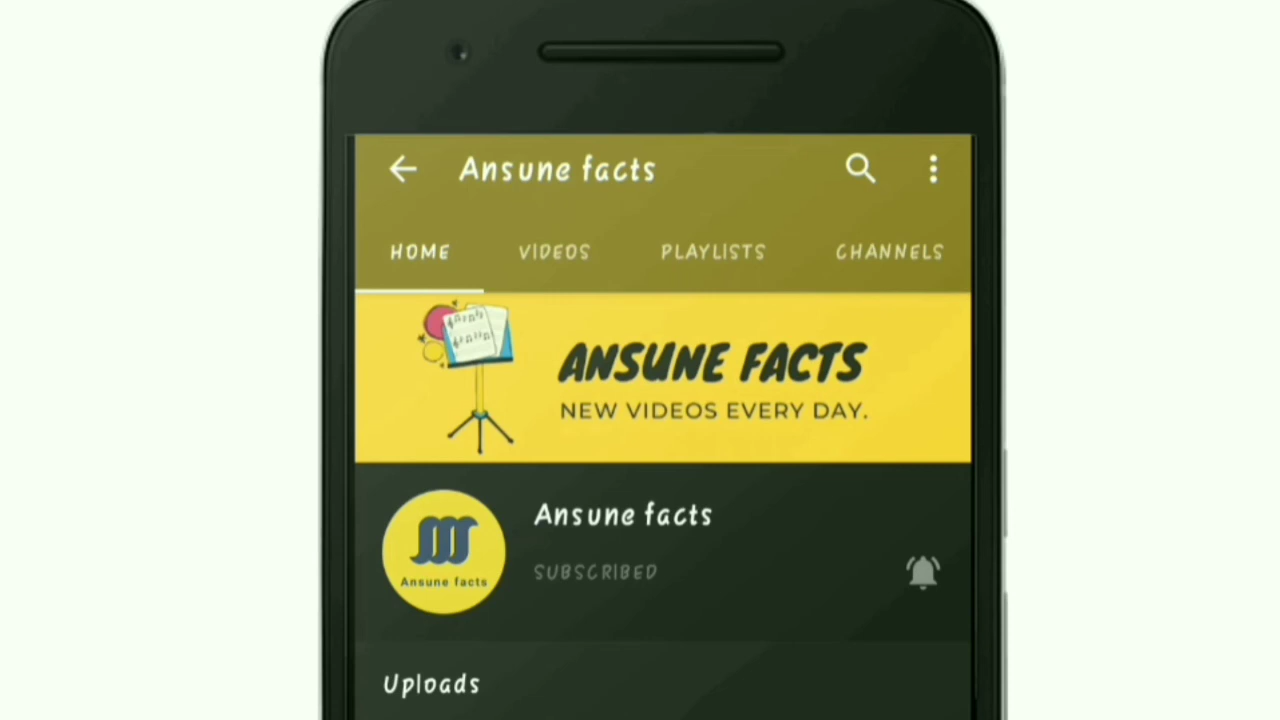 Ansune facts
HOME VIDEOS PLAYLISTS CHANNELS
ANSUNE FACTS
NEW VIDEOS EVERY DAY.
Ansune facts
Ansune facts
SUBSCRIBED
Uploads